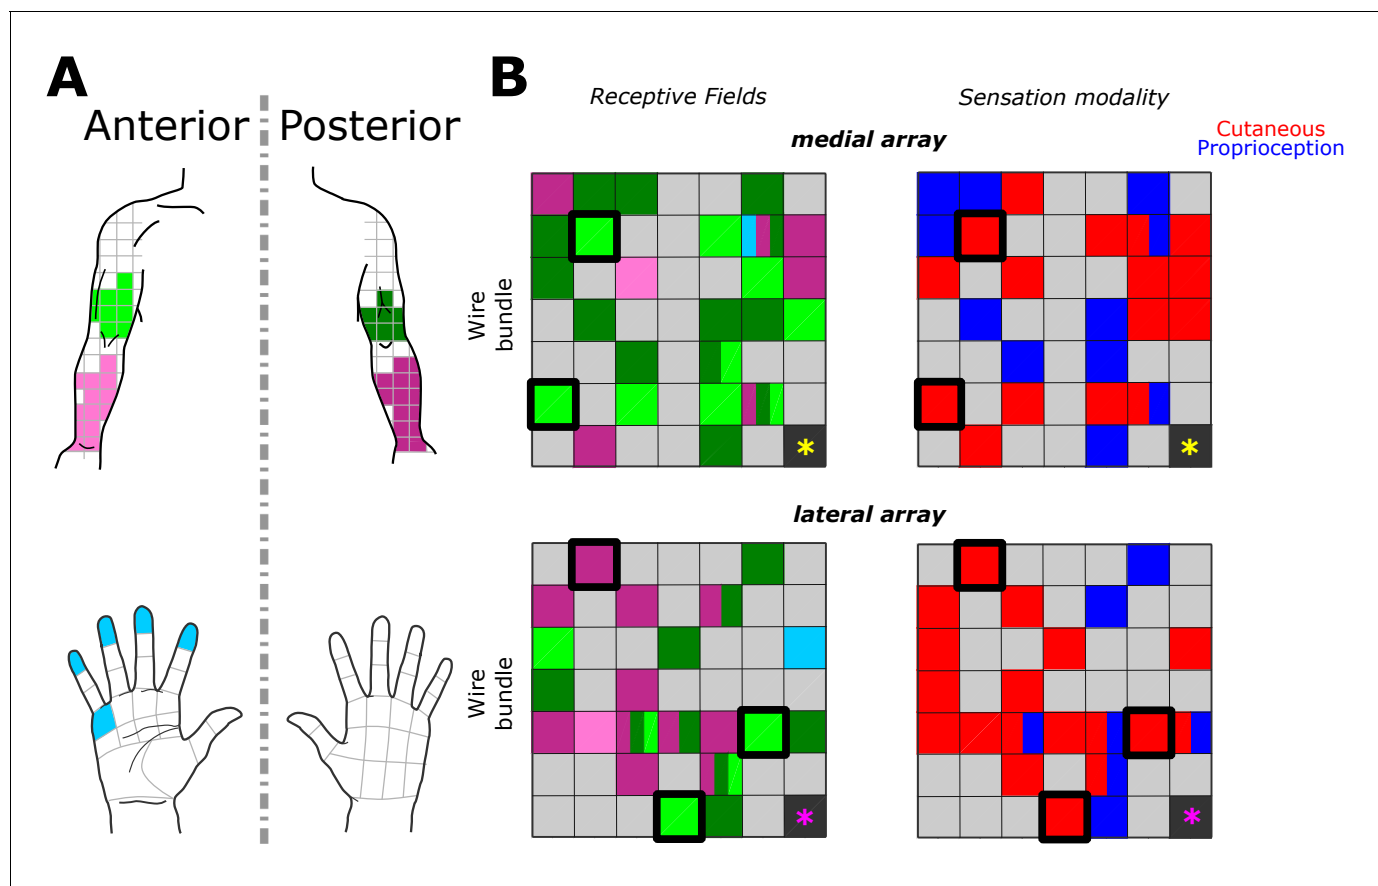 A
Anterior
Posterior
B
Receptive Fields
Sensation modality
medial array
Cutaneous
Proprioception
Wire
bundle
*
*
lateral array
Wire
bundle
*
*